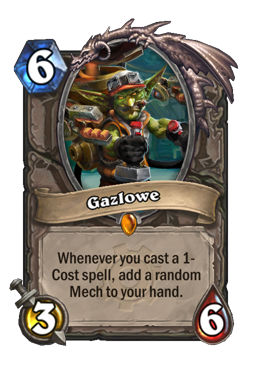 6
Gazlowe
Whenever you cast a 1-
Cost spell, add a random
Mech to your hand.
3
6